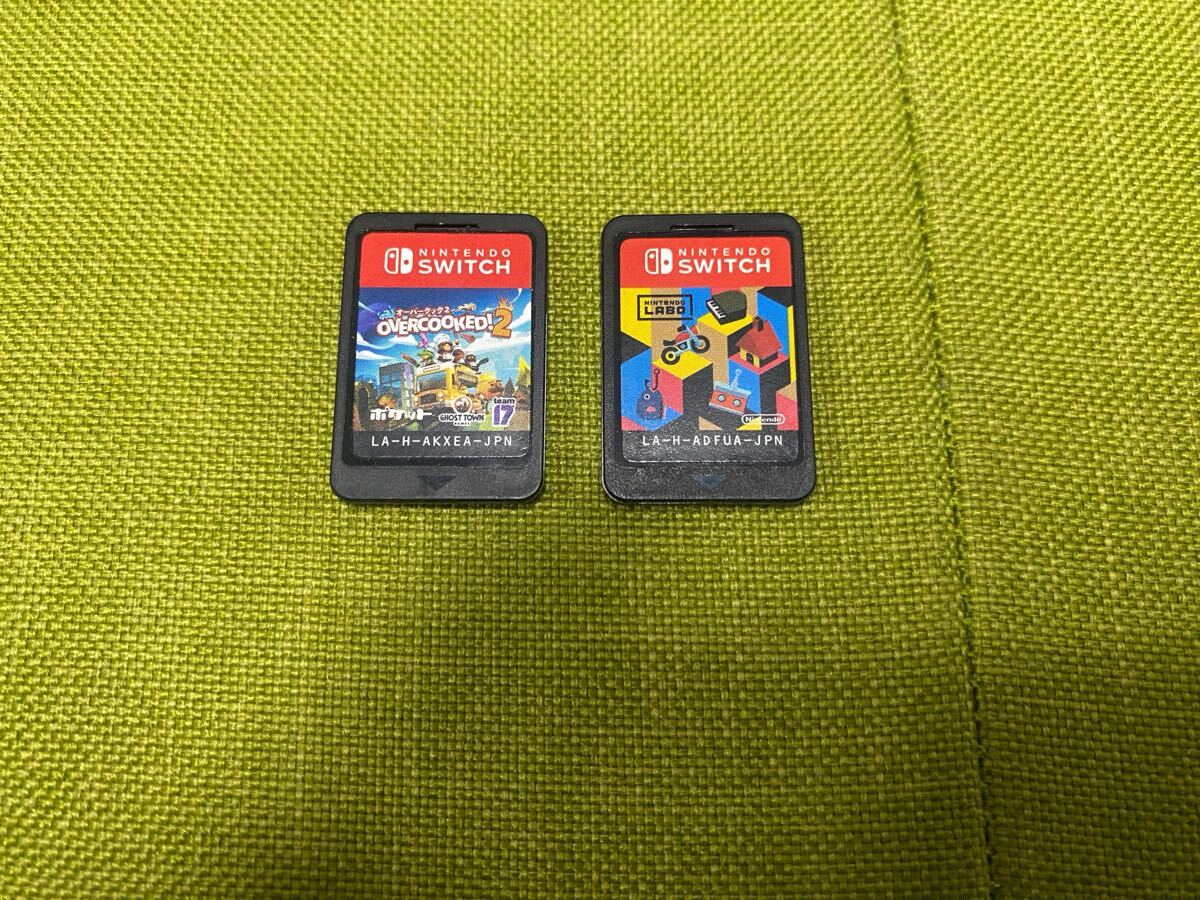 NINTENDO
SWITCH
オーバークック2
OVERCOOKED! 2
ポケット
GHOST TOWN
GAMES
team
17
LA-H-AKXEA-JPN
NINTENDO
SWITCH
NINTENDO
LABO
Nintendo
LA-H-ADFUA-JPN